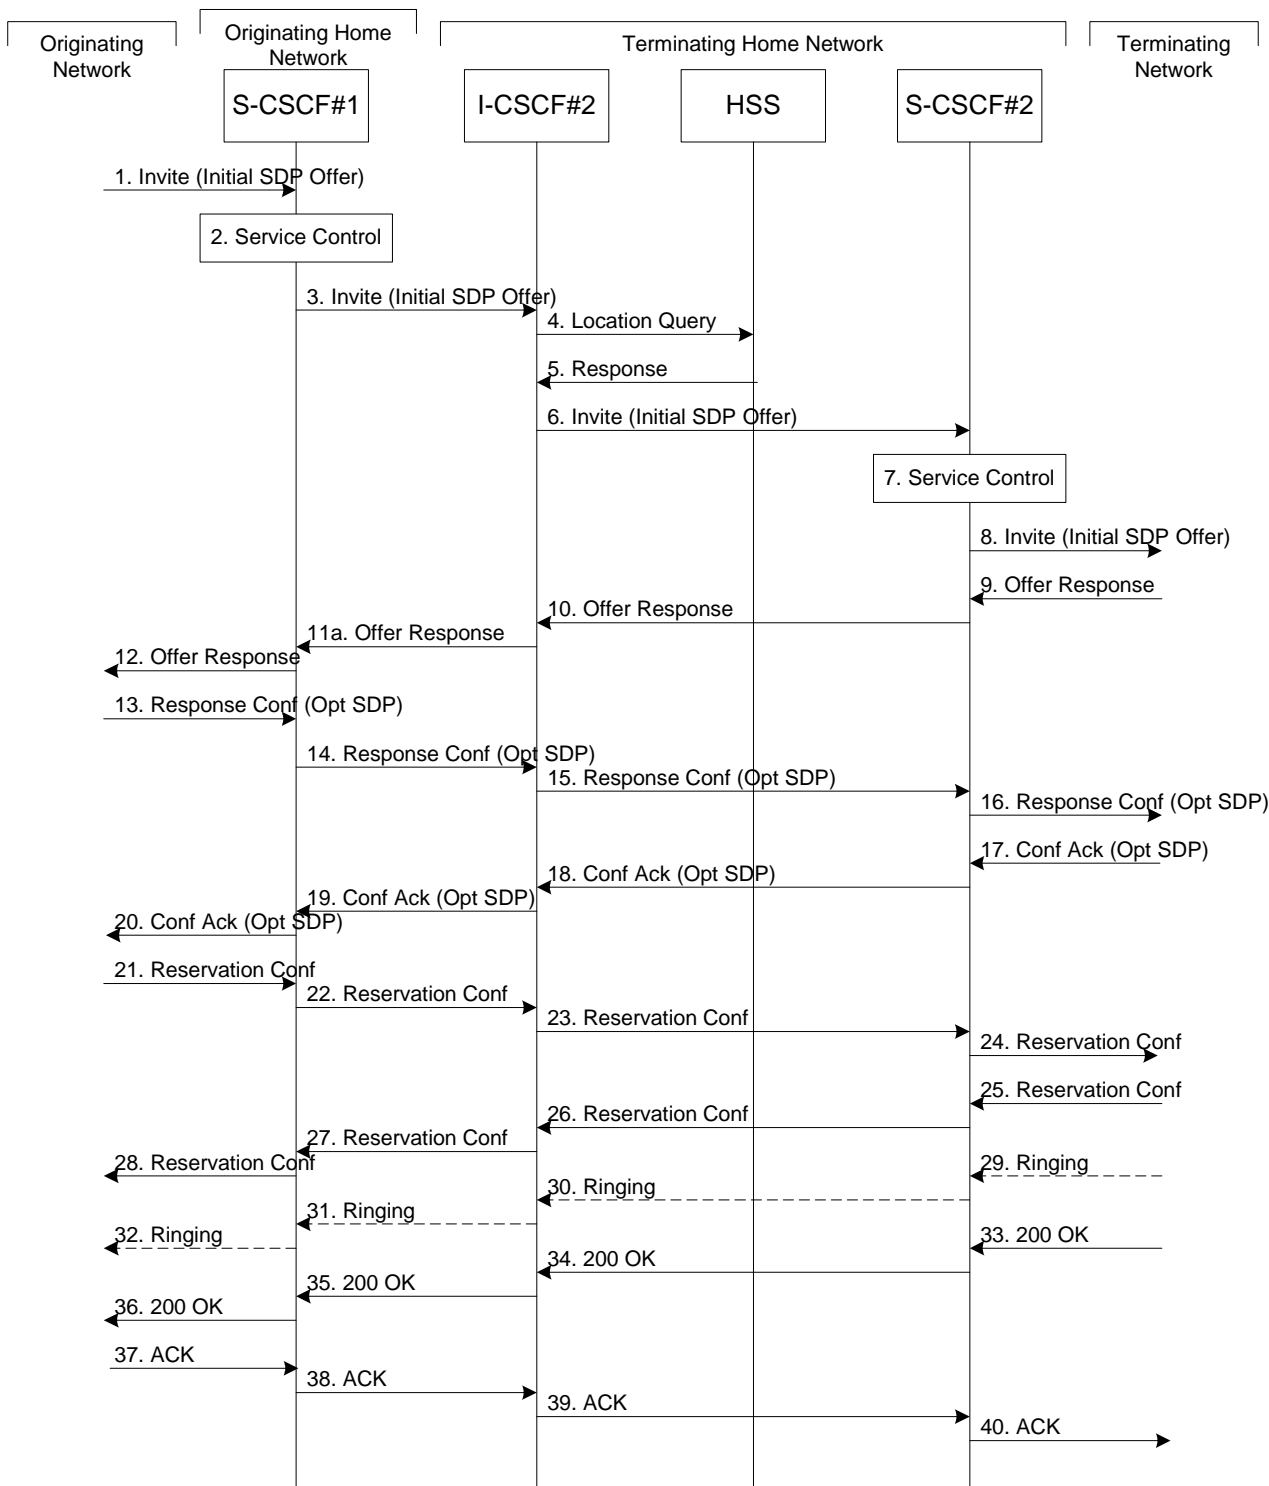 Originating
Network
Originating Home
Network
Terminating Home Network
Terminating
Network
S-CSCF#1
I-CSCF#2
HSS
S-CSCF#2
1. Invite (Initial SDP Offer)
2. Service Control
3. Invite (Initial SDP Offer)
4. Location Query
5. Response
6. Invite (Initial SDP Offer)
7. Service Control
8. Invite (Initial SDP Offer)
9. Offer Response
10. Offer Response
11a. Offer Response
12. Offer Response
13. Response Conf (Opt SDP)
14. Response Conf (Opt SDP)
15. Response Conf (Opt SDP)
16. Response Conf (Opt SDP)
17. Conf Ack (Opt SDP)
18. Conf Ack (Opt SDP)
19. Conf Ack (Opt SDP)
20. Conf Ack (Opt SDP)
21. Reservation Conf
22. Reservation Conf
23. Reservation Conf
24. Reservation Conf
25. Reservation Conf
26. Reservation Conf
27. Reservation Conf
28. Reservation Conf
29. Ringing
30. Ringing
31. Ringing
32. Ringing
33. 200 OK
34. 200 OK
35. 200 OK
36. 200 OK
37. ACK
38. ACK
39. ACK
40. ACK